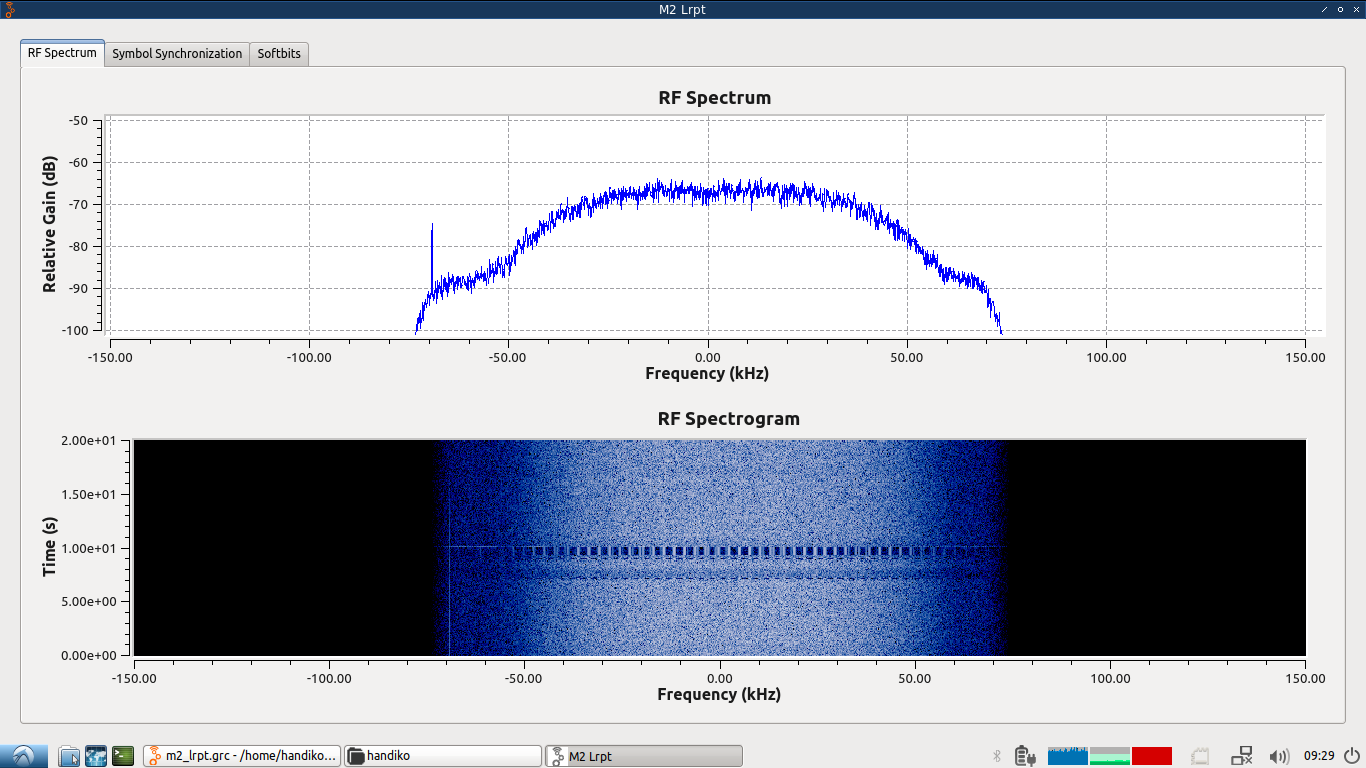 M2 Lrpt
RF Spectrum Symbol Synchronization Softbits
RF Spectrum
Relative Gain (dB)
-50
-60
-70
-80
-90
-100
-150.00 -100.00 -50.00 0.00 50.00 100.00 150.00
Frequency (kHz)
RF Spectrogram
Time (s)
2.00e+01
1.50e+01
1.00e+01
5.00e+00
0.00e+00
-150.00 -100.00 -50.00 0.00 50.00 100.00 150.00
Frequency (kHz)
m2_lrpt.grc - /home/handiko... handiko M2 Lrpt 09:29